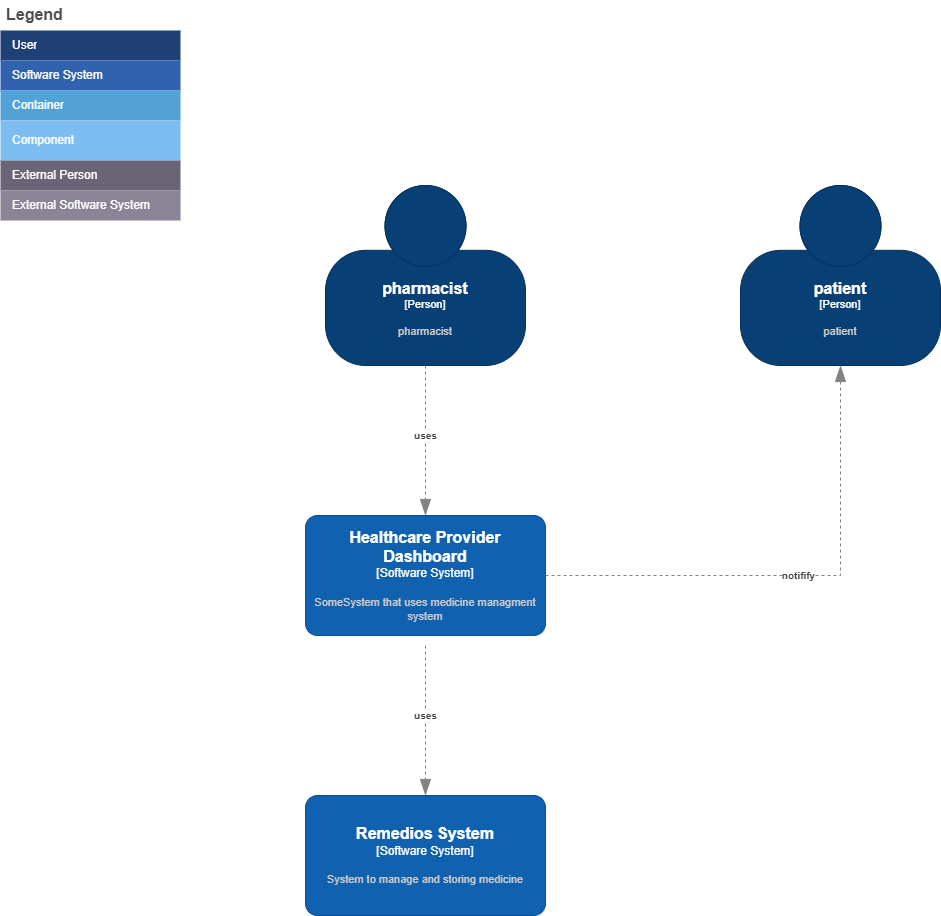 Legend
User
Software System
Container
Component
External Person
External Software System
pharmacist
[Person]
pharmacist
patient
[Person]
patient
uses
Healthcare Provider
Dashboard
[Software System]
SomeSystem that uses medicine managment
system
notifify
uses
Remedios System
[Software System]
System to manage and storing medicine